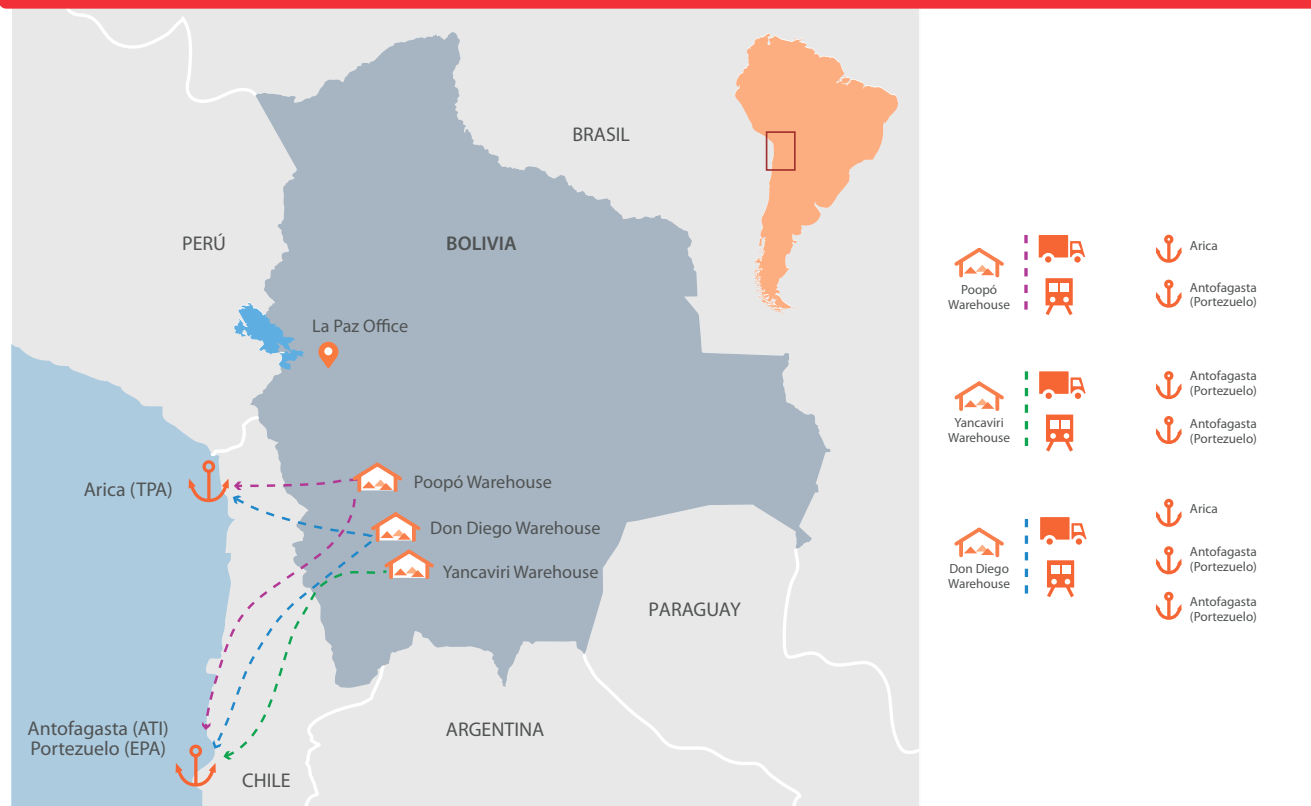 BRASIL
PERÚ
BOLIVIA
La Paz Office
Arica (TPA)
Poopó Warehouse
Don Diego Warehouse
Yancaviri Warehouse
PARAGUAY
Antofagasta (ATI)
Portezuelo (EPA)
ARGENTINA
CHILE
Poopó
Warehouse
Arica
Antofagasta
(Portezuelo)
Yancaviri
Warehouse
Antofagasta
(Portezuelo)
Antofagasta
(Portezuelo)
Don Diego
Warehouse
Arica
Antofagasta
(Portezuelo)
Antofagasta
(Portezuelo)